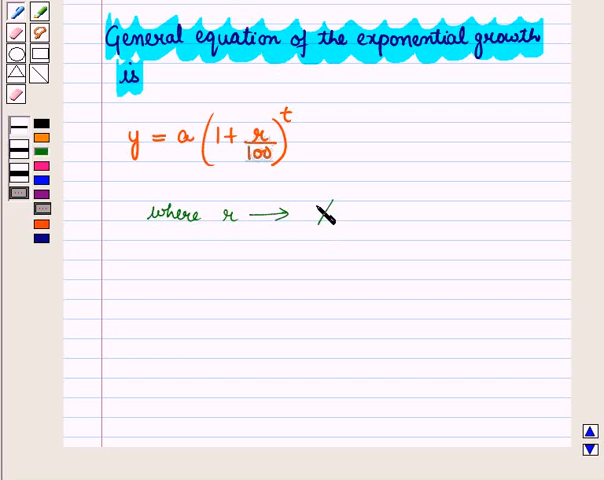 General equation of the exponential growth
is
y = a (1 + r/100)^t
where r →